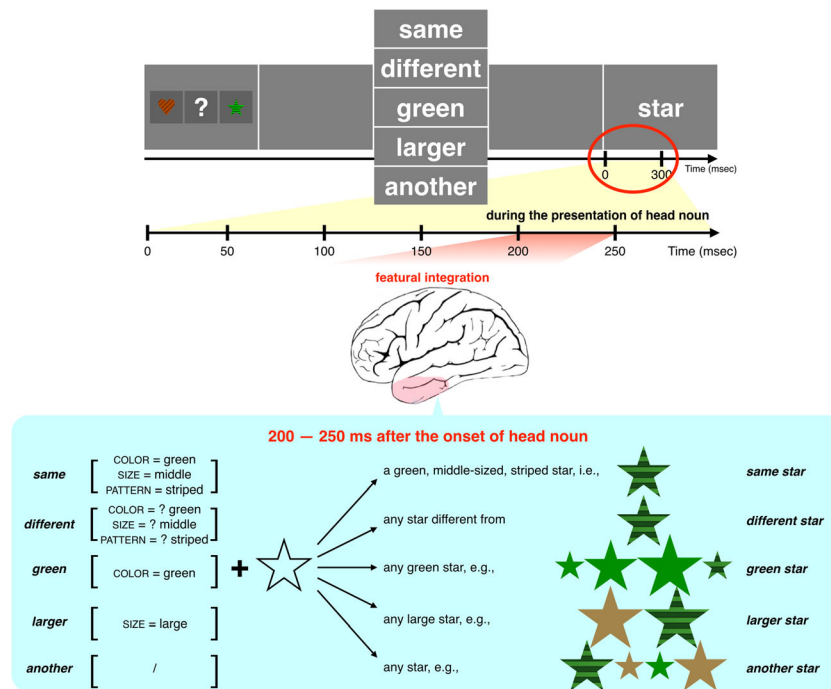 same
different
green
larger
another
?
star
0
300
Time (msec)
during the presentation of head noun
0
50
100
150
200
250
Time (msec)
featural integration
200 — 250 ms after the onset of head noun
same
COLOR = green
SIZE = middle
PATTERN = striped
a green, middle-sized, striped star, i.e.,
same star
different
COLOR = ? green
SIZE = ? middle
PATTERN = ? striped
any star different from
different star
green
COLOR = green
+
any green star, e.g.,
green star
larger
SIZE = large
any large star, e.g.,
larger star
another
/
any star, e.g.,
another star